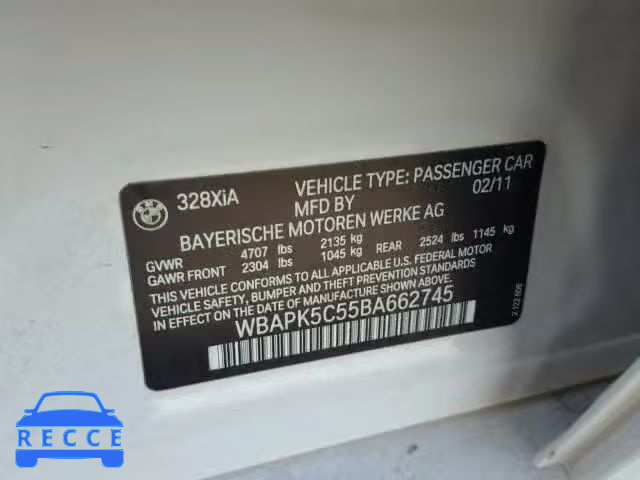 BMW
328XiA
VEHICLE TYPE: PASSENGER CAR
MFD BY 02/11
BAYERISCHE MOTOREN WERKE AG
GVWR 4707 lbs 2135 kg
GAWR FRONT 2304 lbs 1045 kg REAR 2524 lbs 1145 kg
THIS VEHICLE CONFORMS TO ALL APPLICABLE U.S. FEDERAL MOTOR
VEHICLE SAFETY, BUMPER AND THEFT PREVENTION STANDARDS
IN EFFECT ON THE DATE OF MANUFACTURE SHOWN ABOVE.
WBAPK5C55BA662745
RECCE